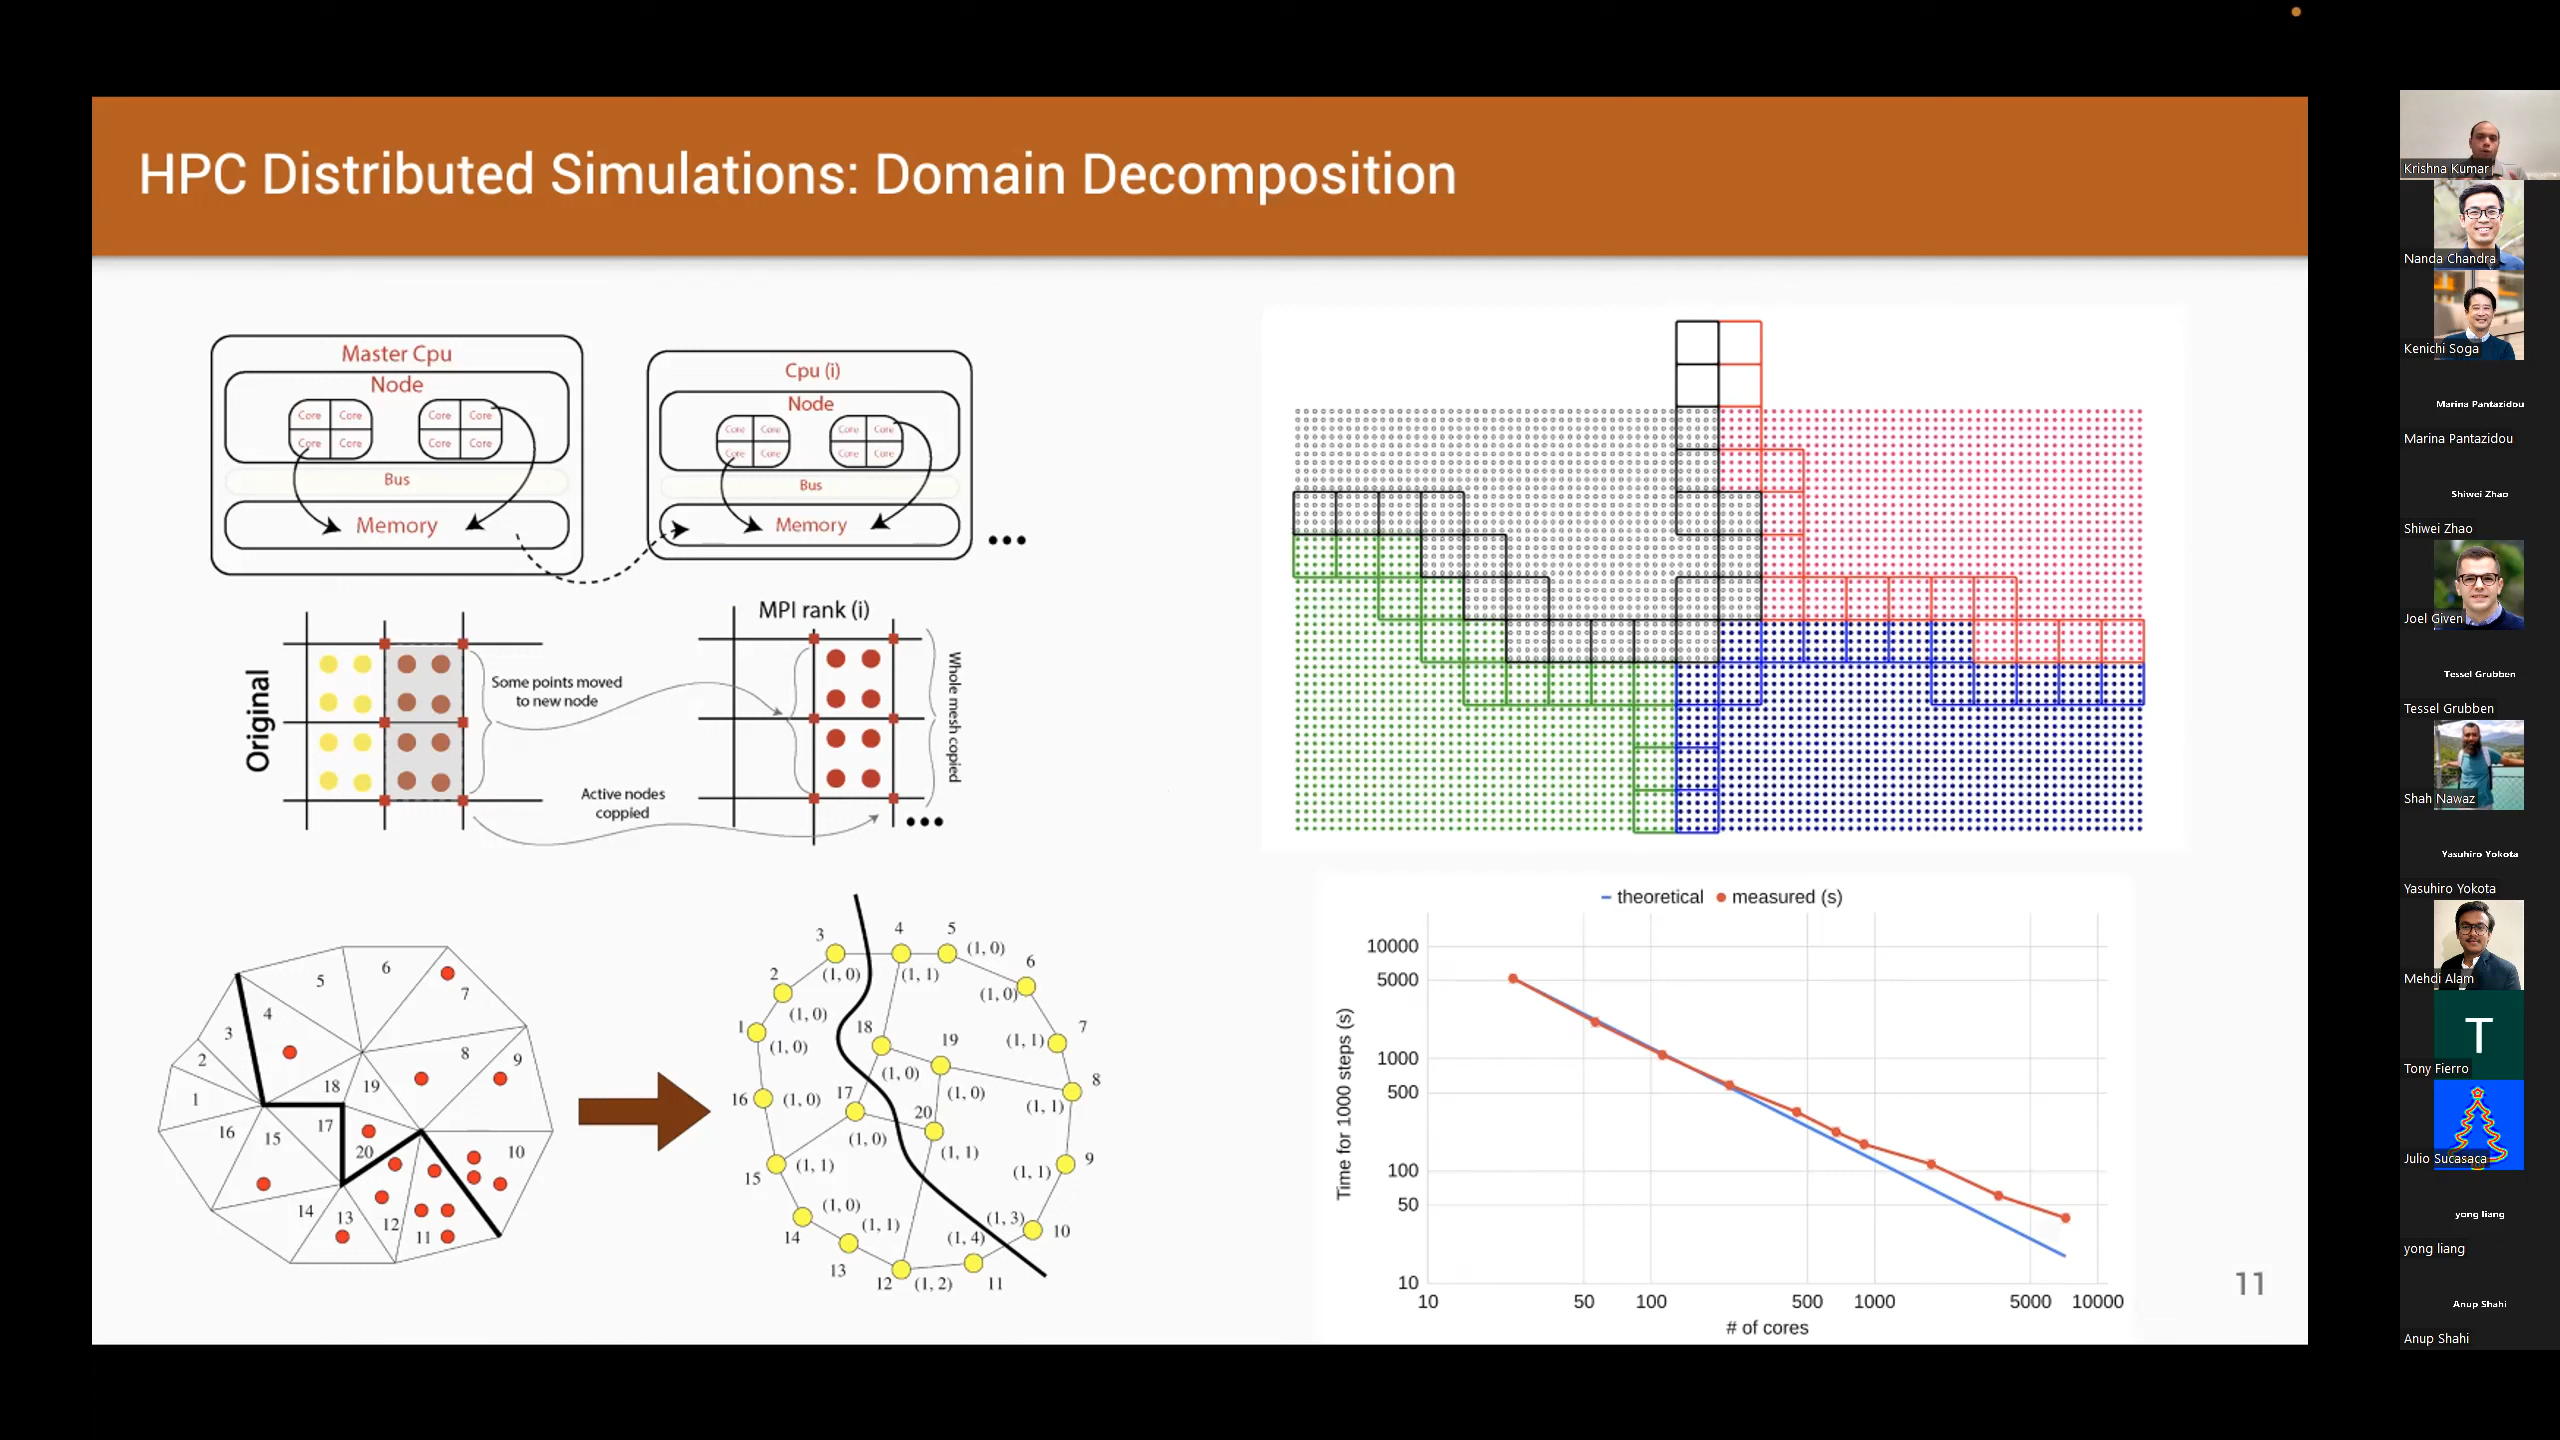 HPC Distributed Simulations: Domain Decomposition
Master Cpu
Node
Core Core Core Core
Core Core Core Core
Bus
Memory
Cpu (i)
Node
Core Core Core Core
Core Core Core Core
Bus
Memory
MPI rank (i)
Original
Some points moved
to new node
Active nodes
coppied
Whole mesh copied
1
2
3
4
5
6
7
8
9
10
11
12
13
14
15
16
17
18
19
20
3
4
5
(1, 0)
(1, 0)
(1, 1)
6
2
(1, 0)
(1, 0)
1
(1, 0)
18
19
(1, 1)
7
(1, 0)
(1, 0)
8
16
(1, 0)
17
20
(1, 1)
(1, 0)
(1, 1)
9
15
(1, 1)
(1, 1)
(1, 0)
14
(1, 1)
(1, 3)
10
(1, 4)
13
12
(1, 2)
11
theoretical
measured (s)
Time for 1000 steps (s)
10000
5000
1000
500
100
50
10
10
50
100
500
1000
5000
10000
# of cores
11
Krishna Kumar
Nanda Chandra
Kenichi Soga
Marina Pantazidou
Marina Pantazidou
Shiwei Zhao
Shiwei Zhao
Joel Given
Tessel Grubben
Tessel Grubben
Shah Nawaz
Yasuhiro Yokota
Yasuhiro Yokota
Mehdi Alam
T
Tony Fierro
Julio Sucasaca
yong liang
yong liang
Anup Shahi
Anup Shahi